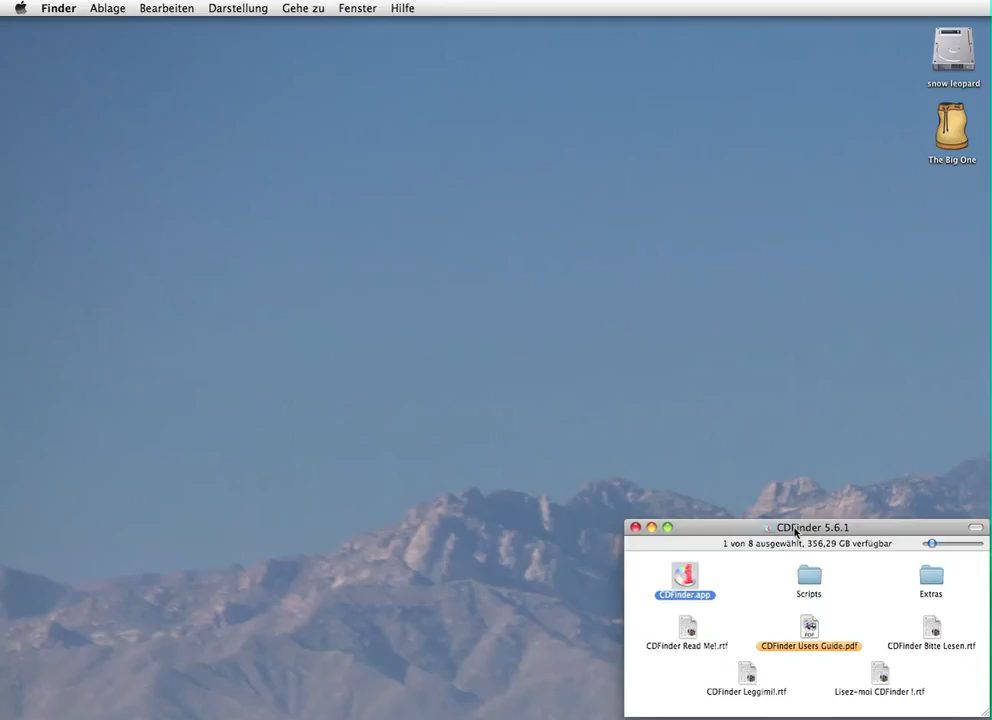 Finder Ablage Bearbeiten Darstellung Gehe zu Fenster Hilfe
snow leopard
The Big One
CDFinder 5.6.1
1 von 8 ausgewählt, 356,29 GB verfügbar
CDFinder.app Scripts Extras
PDF
CDFinder Read Me!.rtf CDFinder Users Guide.pdf CDFinder Bitte Lesen.rtf
CDFinder Leggimi!.rtf Lisez-moi CDFinder !.rtf